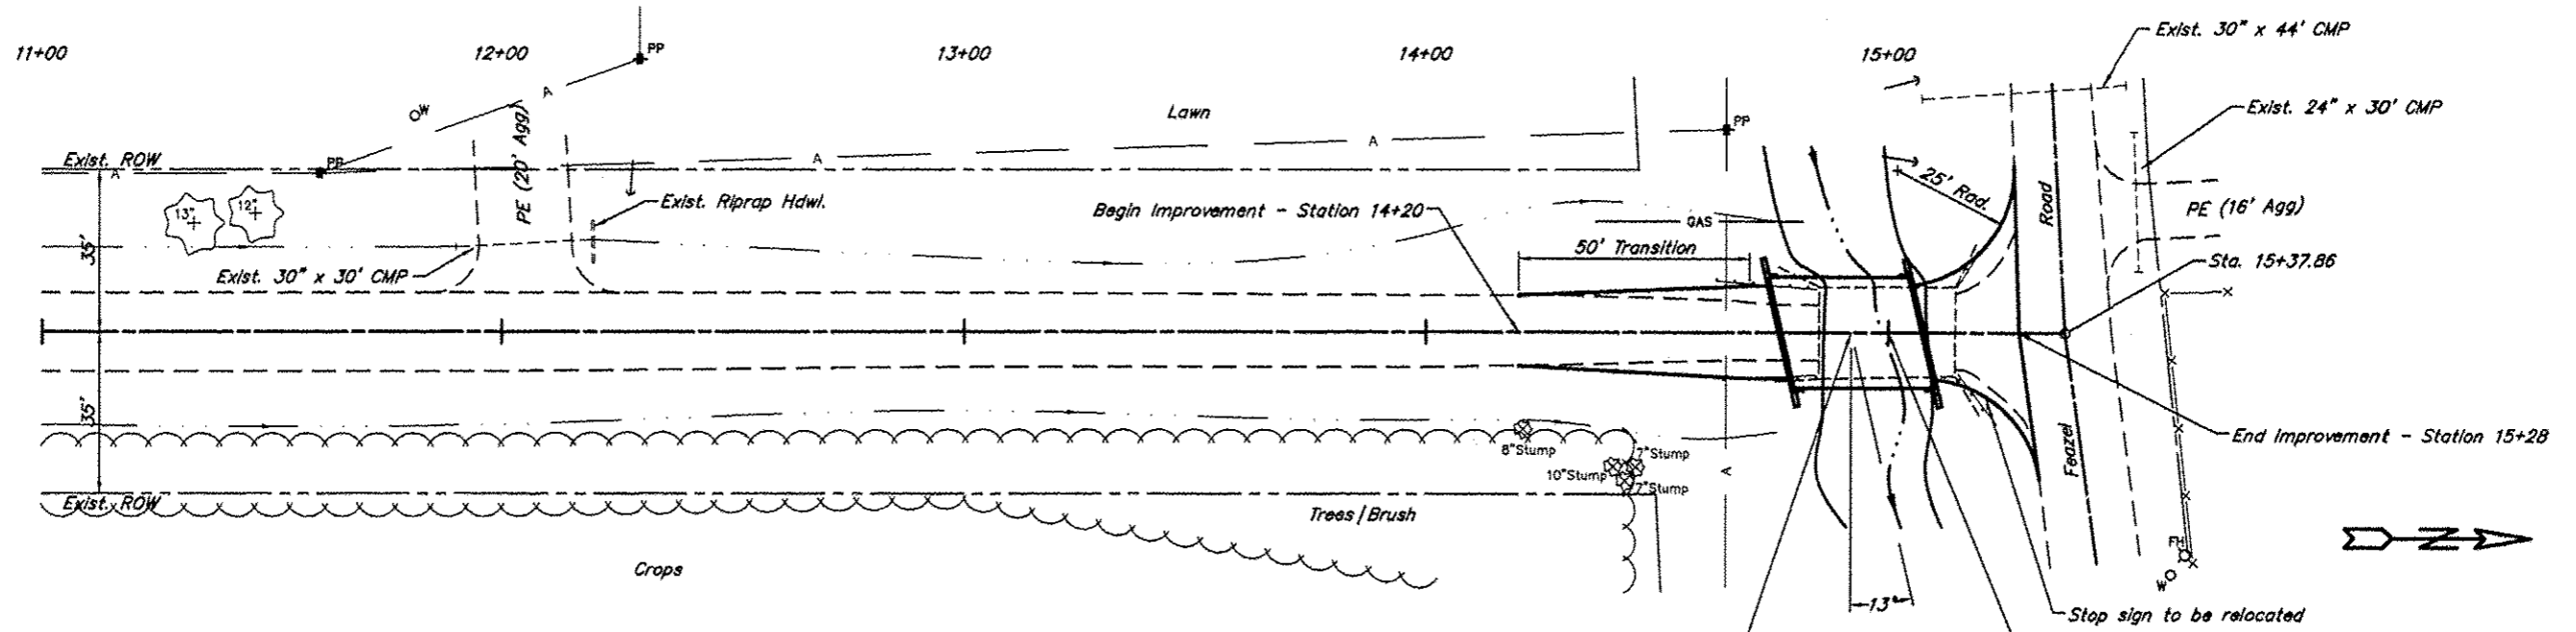 11+00
12+00
13+00
14+00
15+00
Exist. 30" x 44' CMP
Exist. 24" x 30' CMP
PP
A
OW
PE (20' Agg)
Lawn
A
A
PP
Exist. ROW
A
PP
13"
12"
Exist. Riprap Hdwl.
Begin Improvement - Station 14+20
GAS
25' Rad.
Road
PE (16' Agg)
35'
Exist. 30" x 30' CMP
50' Transition
Sta. 15+37.86
35'
8"Stump
7"Stump
10"Stump
7"Stump
A
Feazel
End Improvement - Station 15+28
Exist. ROW
Trees/Brush
Crops
Z
FH
WO
13°
Stop sign to be relocated